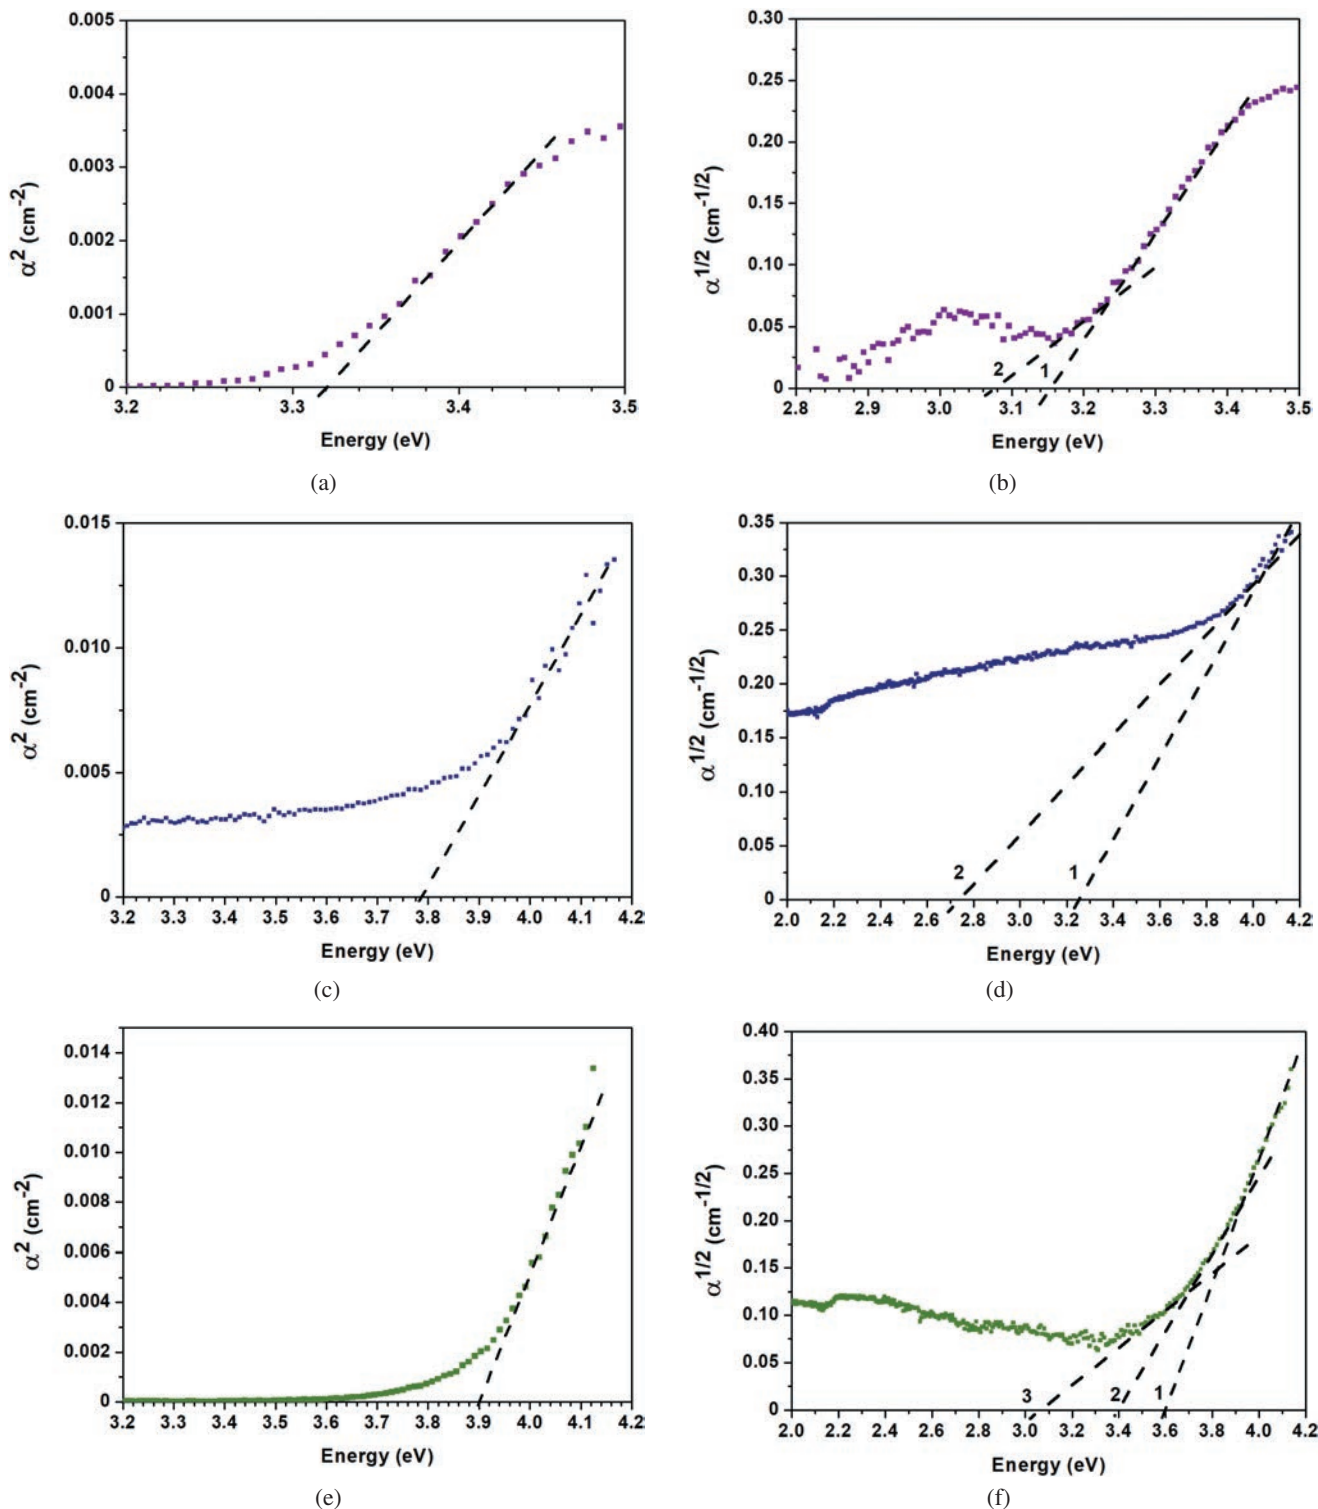 0.005
0.004
0.003
0.002
0.001
0
α² (cm⁻²)
3.2 3.3 3.4 3.5
Energy (eV)
(a)
0.30
0.25
0.20
0.15
0.10
0.05
0
α^1/2 (cm^-1/2)
2 1
2.8 2.9 3.0 3.1 3.2 3.3 3.4 3.5
Energy (eV)
(b)
0.015
0.010
0.005
0
α² (cm⁻²)
3.2 3.3 3.4 3.5 3.6 3.7 3.8 3.9 4.0 4.1 4.2
Energy (eV)
(c)
0.35
0.30
0.25
0.20
0.15
0.10
0.05
0
α^1/2 (cm^-1/2)
2 1
2.0 2.2 2.4 2.6 2.8 3.0 3.2 3.4 3.6 3.8 4.0 4.2
Energy (eV)
(d)
0.014
0.012
0.010
0.008
0.006
0.004
0.002
0
α² (cm⁻²)
3.2 3.3 3.4 3.5 3.6 3.7 3.8 3.9 4.0 4.1 4.2
Energy (eV)
(e)
0.40
0.35
0.30
0.25
0.20
0.15
0.10
0.05
0
α^1/2 (cm^-1/2)
3 2 1
2.0 2.2 2.4 2.6 2.8 3.0 3.2 3.4 3.6 3.8 4.0 4.2
Energy (eV)
(f)